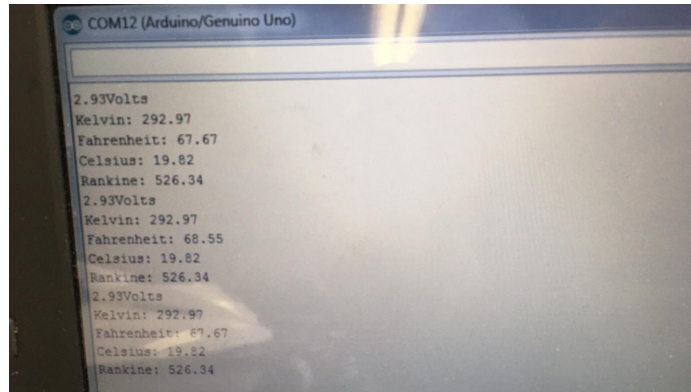 COM12 (Arduino/Genuino Uno)
2.93Volts
Kelvin: 292.97
Fahrenheit: 67.67
Celsius: 19.82
Rankine: 526.34
2.93Volts
Kelvin: 292.97
Fahrenheit: 68.55
Celsius: 19.82
Rankine: 526.34
2.93Volts
Kelvin: 292.97
Fahrenheit: 67.67
Celsius: 19.82
Rankine: 526.34